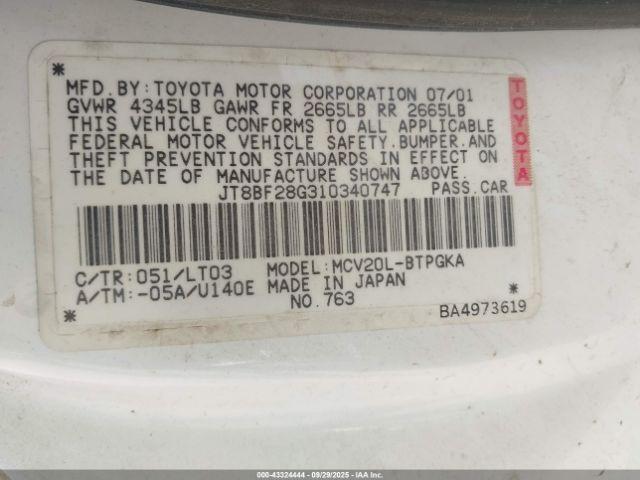 MFD. BY: TOYOTA MOTOR CORPORATION 07/01
GVWR 4345LB GAWR FR 2665LB RR 2665LB
THIS VEHICLE CONFORMS TO ALL APPLICABLE
FEDERAL MOTOR VEHICLE SAFETY.BUMPER.AND
THEFT PREVENTION STANDARDS IN EFFECT ON
THE DATE OF MANUFACTURE SHOWN ABOVE.
JT8BF28G310340747 PASS.CAR
TOYOTA
C/TR:051/LT03 MODEL:MCV20L-BTPGKA
A/TM:-05A/U140E MADE IN JAPAN
NO.763
BA4973619
000-43324444 - 09/29/2025 - IAA Inc.